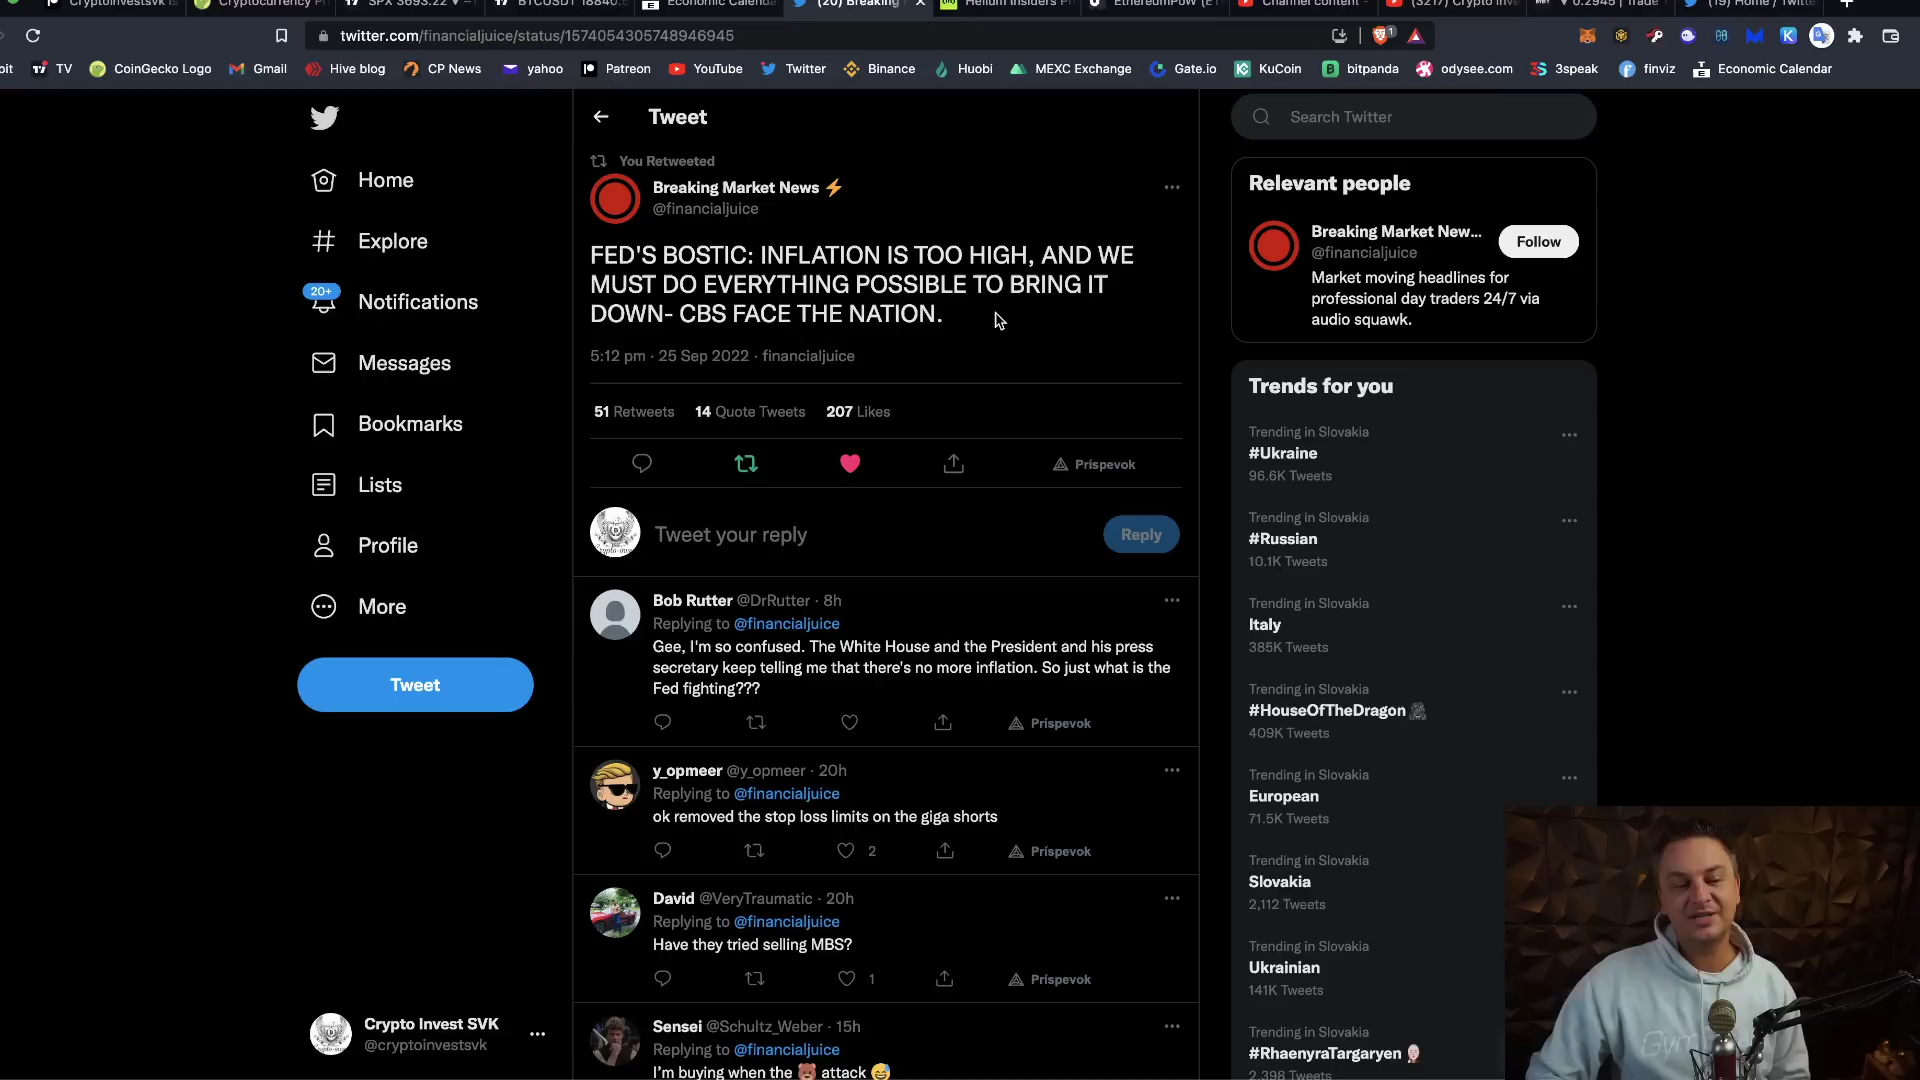 Cryptoinvestsvk is
Cryptocurrency Pr
SPX 3693.22
BTCUSDT 18840.
Economic Calenda
(20) Breaking
Helium Insiders Pr
EthereumPoW (ET
Channel content -
(3217) Crypto Inve
0.2945 | Trade
(19) Home / Twitte
twitter.com/financialjuice/status/1574054305748946945
1
oit
TV
CoinGecko Logo
Gmail
Hive blog
CP News
yahoo
Patreon
YouTube
Twitter
Binance
Huobi
MEXC Exchange
Gate.io
KuCoin
bitpanda
odysee.com
3speak
finviz
Economic Calendar
Home
Explore
20+
Notifications
Messages
Bookmarks
Lists
Profile
More
Tweet
Crypto Invest SVK
@cryptoinvestsvk
Tweet
You Retweeted
Breaking Market News ⚡
@financialjuice
FED'S BOSTIC: INFLATION IS TOO HIGH, AND WE
MUST DO EVERYTHING POSSIBLE TO BRING IT
DOWN- CBS FACE THE NATION.
5:12 pm · 25 Sep 2022 · financialjuice
51 Retweets 14 Quote Tweets 207 Likes
Príspevok
Tweet your reply
Reply
Bob Rutter @DrRutter · 8h
Replying to @financialjuice
Gee, I'm so confused. The White House and the President and his press
secretary keep telling me that there's no more inflation. So just what is the
Fed fighting???
Príspevok
y_opmeer @y_opmeer · 20h
Replying to @financialjuice
ok removed the stop loss limits on the giga shorts
2
Príspevok
David @VeryTraumatic · 20h
Replying to @financialjuice
Have they tried selling MBS?
1
Príspevok
Sensei @Schultz_Weber · 15h
Replying to @financialjuice
I'm buying when the 🐻 attack 😅
Search Twitter
Relevant people
Breaking Market New...
@financialjuice
Follow
Market moving headlines for
professional day traders 24/7 via
audio squawk.
Trends for you
Trending in Slovakia
#Ukraine
96.6K Tweets
Trending in Slovakia
#Russian
10.1K Tweets
Trending in Slovakia
Italy
385K Tweets
Trending in Slovakia
#HouseOfTheDragon
409K Tweets
Trending in Slovakia
European
71.5K Tweets
Trending in Slovakia
Slovakia
2,112 Tweets
Trending in Slovakia
Ukrainian
141K Tweets
Trending in Slovakia
#RhaenyraTargaryen
2,398 Tweets